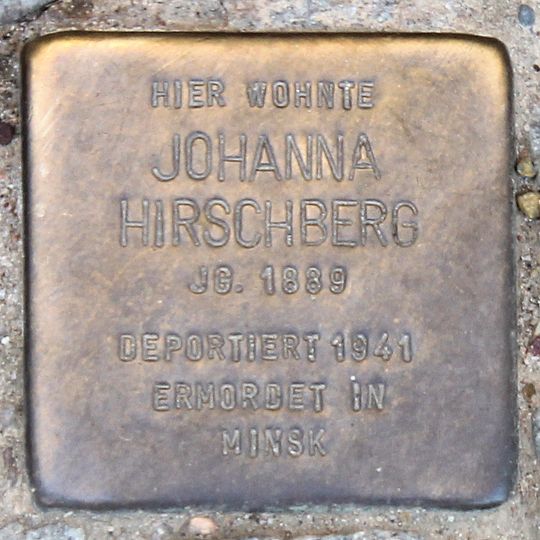 HIER WOHNTE
JOHANNA
HIRSCHBERG
JG. 1889
DEPORTIERT 1941
ERMORDET IN
MINSK